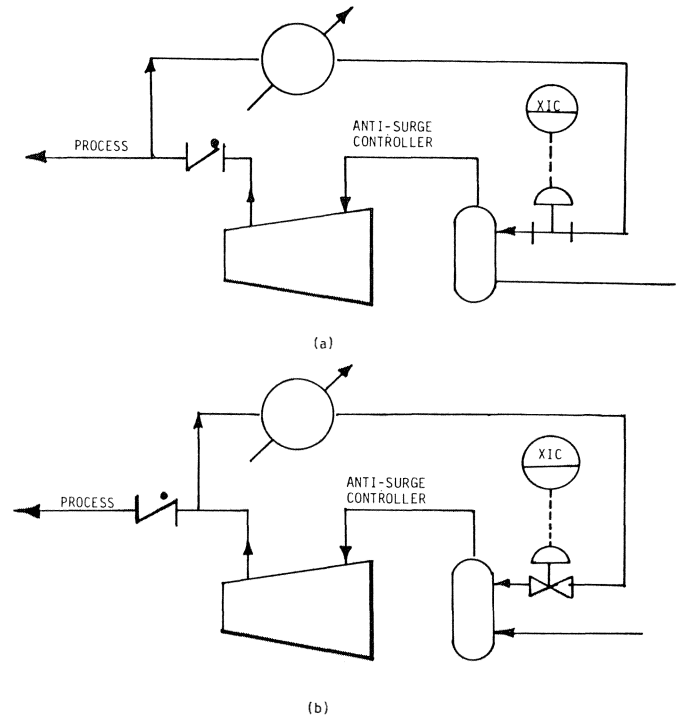 XIC
ANTI-SURGE
CONTROLLER
PROCESS
(a)
XIC
ANTI-SURGE
CONTROLLER
PROCESS
(b)